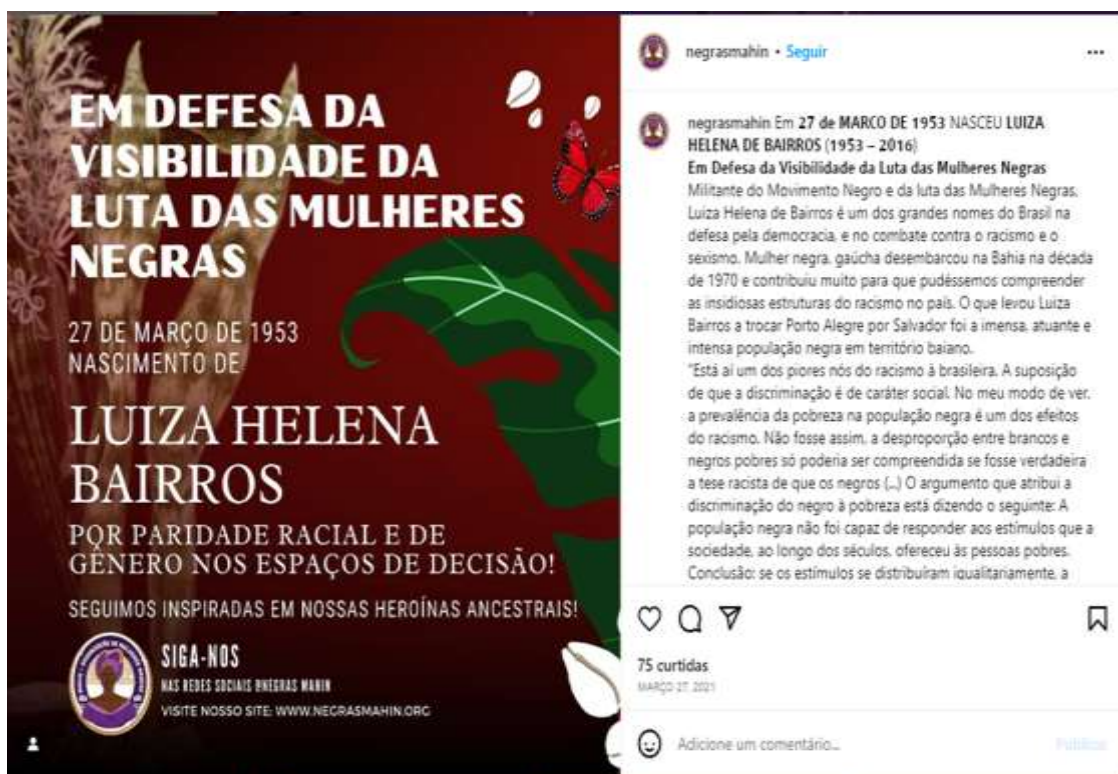 EM DEFESA DA
VISIBILIDADE DA
LUTA DAS MULHERES
NEGRAS
27 DE MARÇO DE 1953
NASCIMENTO DE
LUIZA HELENA
BAIRROS
POR PARIDADE RACIAL E DE
GÊNERO NOS ESPAÇOS DE DECISÃO!
SEGUIMOS INSPIRADAS EM NOSSAS HEROÍNAS ANCESTRAIS!
SIGA-NOS
NAS REDES SOCIAIS @NEGRAS MAHIN
VISITE NOSSO SITE: WWW.NEGRASMAHIN.ORG
negrasmahin • Seguir
negrasmahin Em 27 de MARCO DE 1953 NASCEU LUIZA
HELENA DE BAIRROS (1953 – 2016)
Em Defesa da Visibilidade da Luta das Mulheres Negras
Militante do Movimento Negro e da luta das Mulheres Negras,
Luiza Helena de Bairros é um dos grandes nomes do Brasil na
defesa pela democracia, e no combate contra o racismo e o
sexismo. Mulher negra, gaúcha desembarcou na Bahia na década
de 1970 e contribuiu muito para que pudéssemos compreender
as insidiosas estruturas do racismo no país. O que levou Luiza
Bairros a trocar Porto Alegre por Salvador foi a imensa, atuante e
intensa população negra em território baiano.
"Está aí um dos piores nós do racismo à brasileira. A suposição
de que a discriminação é de caráter social. No meu modo de ver,
a prevalência da pobreza na população negra é um dos efeitos
do racismo. Não fosse assim, a desproporção entre brancos e
negros pobres só poderia ser compreendida se fosse verdadeira
a tese racista de que os negros (...) O argumento que atribui a
discriminação do negro à pobreza está dizendo o seguinte: A
população negra não foi capaz de responder aos estímulos que a
sociedade, ao longo dos séculos, ofereceu às pessoas pobres.
Conclusão: se os estímulos se distribuíram igualitariamente, a
75 curtidas
MARÇO 27, 2021
Adicione um comentário...
Publicar